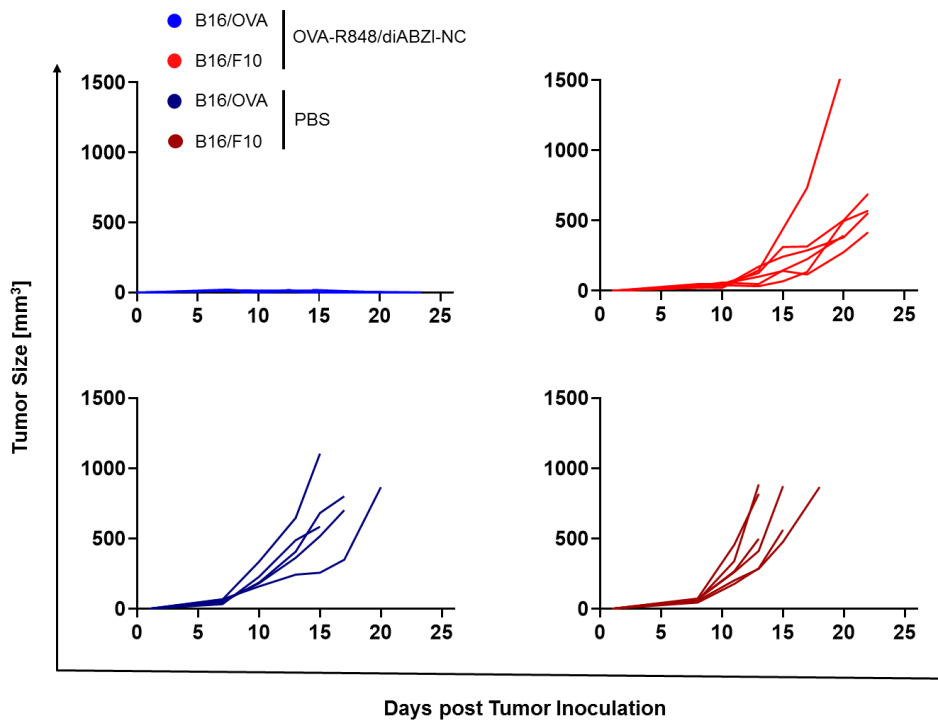 B16/OVA
OVA-R848/diABZI-NC
B16/F10
B16/OVA
PBS
B16/F10
Tumor Size [mm³]
1500
1000
500
0
0 5 10 15 20 25
1500
1000
500
0
0 5 10 15 20 25
1500
1000
500
0
0 5 10 15 20 25
1500
1000
500
0
0 5 10 15 20 25
Days post Tumor Inoculation